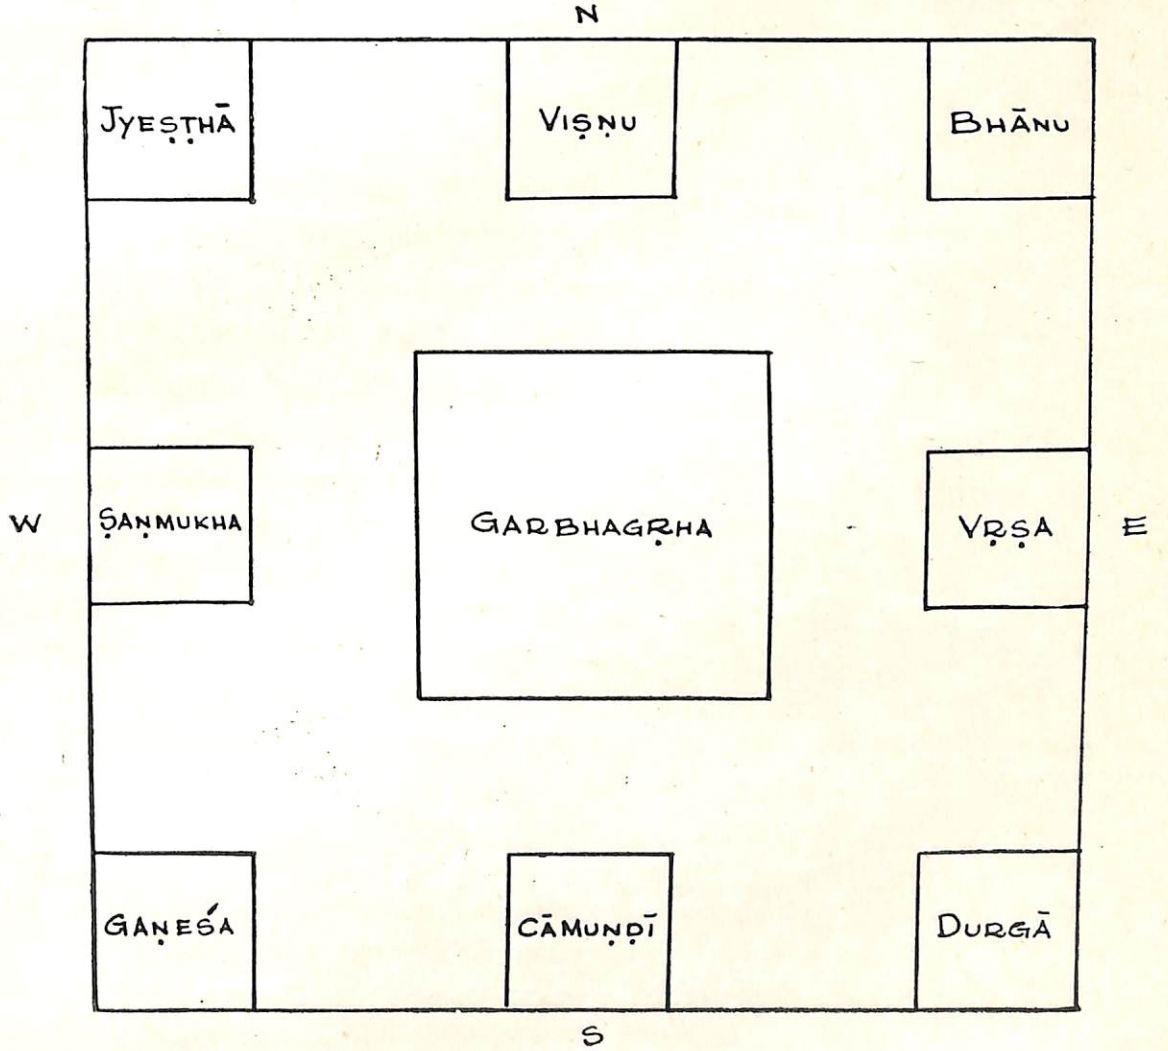 N
JYEṢṬHĀ
VIṢṆU
BHĀNU
W
ṢAṆMUKHA
GARBHAGṚHA
VṚṢA
E
GAṆEŚA
CĀMUṆḌĪ
DURGĀ
S